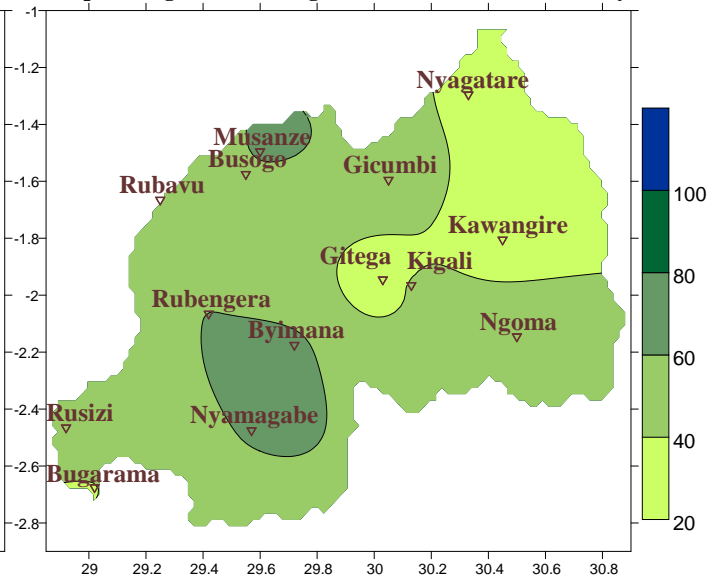 -1
-1.2
Nyagatare
-1.4
Musanze
Busogo
Gicumbi
-1.6
Rubavu
100
Kawangire
-1.8
Gitega
Kigali
80
-2
Rubengera
Ngoma
Byimana
-2.2
60
-2.4
Rusizi
Nyamagabe
40
Bugarama
-2.6
-2.8
20
29 29.2 29.4 29.6 29.8 30 30.2 30.4 30.6 30.8